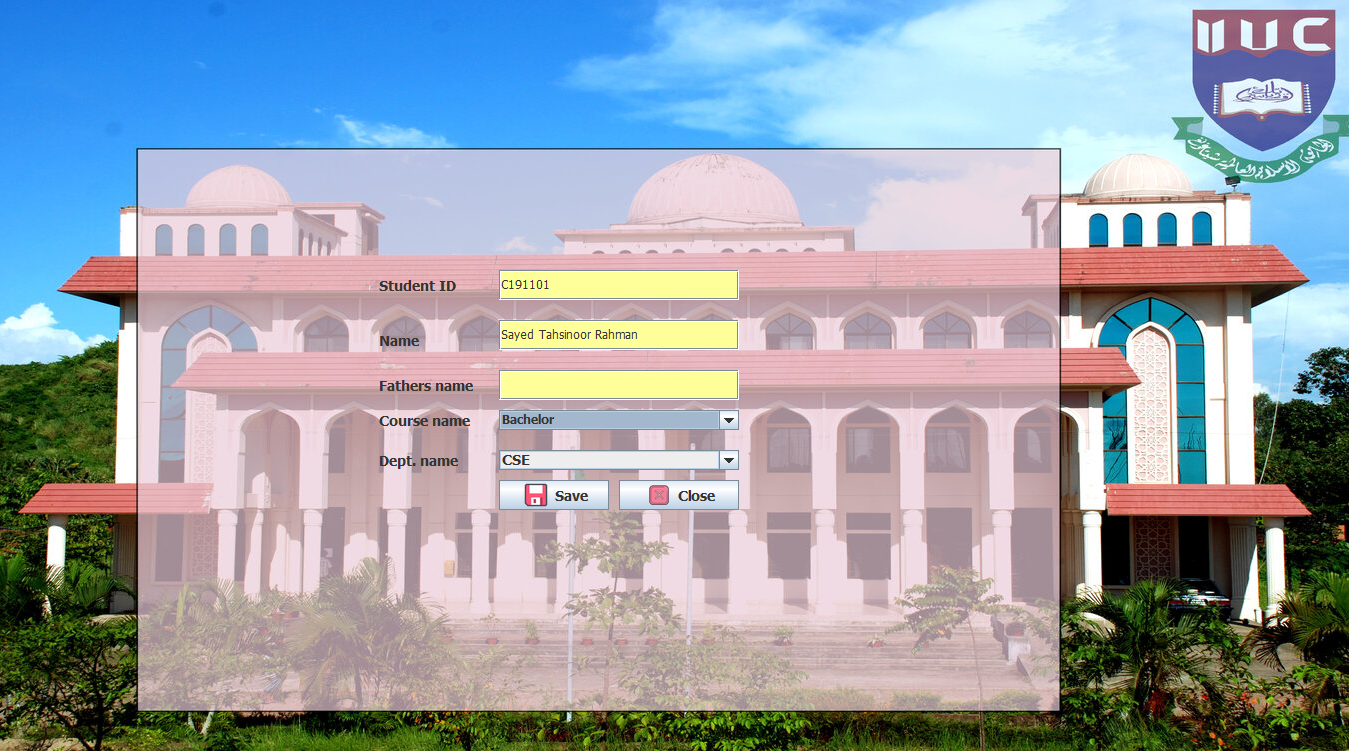 IIUC
Student ID C191101
Name Sayed Tahsinoor Rahman
Fathers name
Course name Bachelor
Dept. name CSE
Save Close